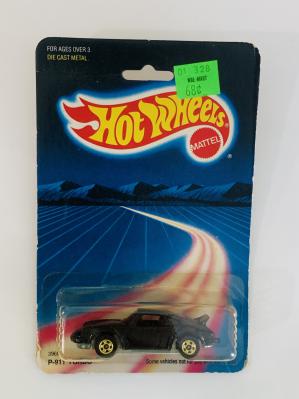 FOR AGES OVER 3
DIE CAST METAL
01 328
WAL-MART
68¢
Hot Wheels
MATTEL
®
P-911 TURBO
Some vehicles not